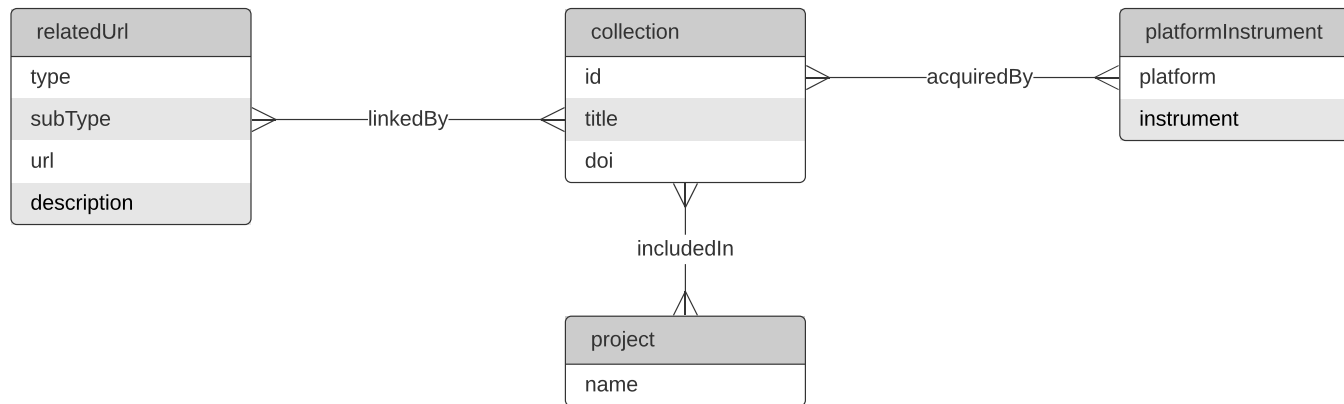 relatedUrl
type
subType
url
description
linkedBy
collection
id
title
doi
acquiredBy
platformInstrument
platform
instrument
includedIn
project
name